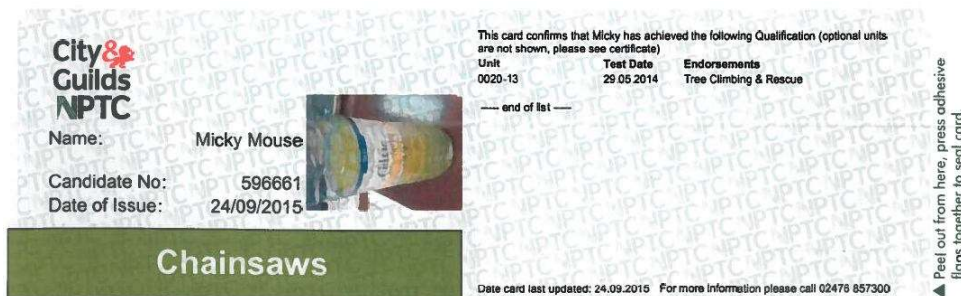 City&
Guilds
NPTC
Name: Micky Mouse
Candidate No: 596661
Date of Issue: 24/09/2015
Chainsaws
This card confirms that Micky has achieved the following Qualification (optional units
are not shown, please see certificate)
Unit Test Date Endorsements
0020-13 29.05.2014 Tree Climbing & Rescue
---- end of list ----
Date card last updated: 24.09.2015 For more information please call 02476 857300
▲ Peel out from here, press adhesive
flaps together to seal card